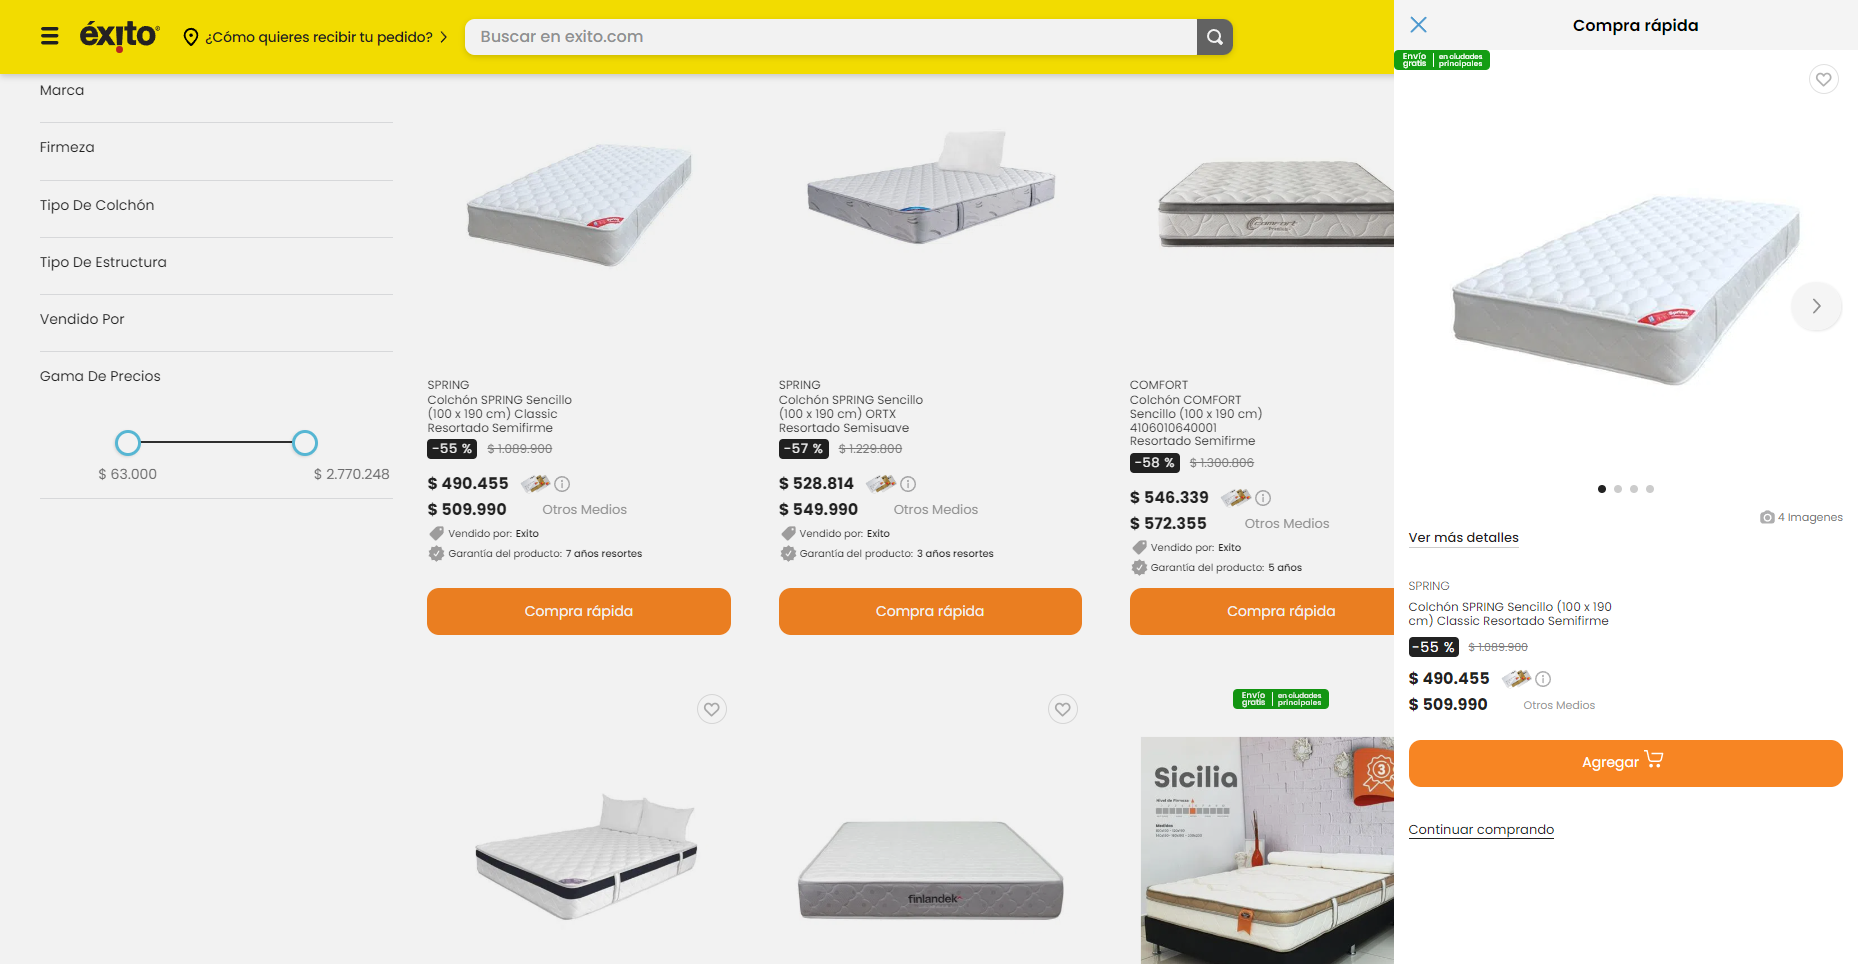 éxito
¿Cómo quieres recibir tu pedido?
Buscar en exito.com
Marca
Firmeza
Tipo De Colchón
Tipo De Estructura
Vendido Por
Gama De Precios
$ 63.000
$ 2.770.248
SPRING
Colchón SPRING Sencillo
(100 x 190 cm) Classic
Resortado Semifirme
-55 %
$ 1.089.900
$ 490.455
$ 509.990
Otros Medios
Vendido por: Exito
Garantía del producto: 7 años resortes
Compra rápida
SPRING
Colchón SPRING Sencillo
(100 x 190 cm) ORTX
Resortado Semisuave
-57 %
$ 1.229.800
$ 528.814
$ 549.990
Otros Medios
Vendido por: Exito
Garantía del producto: 3 años resortes
Compra rápida
comfort
COMFORT
Colchón COMFORT
Sencillo (100 x 190 cm)
4106010640001
Resortado Semifirme
-58 %
$ 1.300.806
$ 546.339
$ 572.355
Otros Medios
Vendido por: Exito
Garantía del producto: 5 años
Compra rápida
finlandek
Envío gratis
en ciudades principales
Sicilia
Nivel de Firmeza
Medidas
3
Compra rápida
Envío gratis
en ciudades principales
Spring
4 Imagenes
Ver más detalles
SPRING
Colchón SPRING Sencillo (100 x 190
cm) Classic Resortado Semifirme
-55 %
$ 1.089.900
$ 490.455
$ 509.990
Otros Medios
Agregar
Continuar comprando